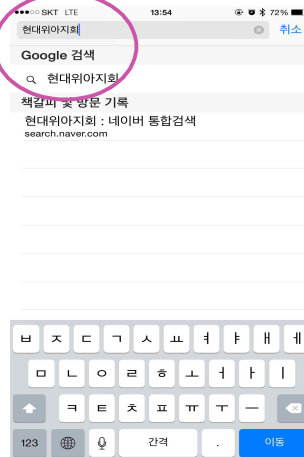 SKT LTE 13:54 72%
현대위아지회 취소
Google 검색
현대위아지회
책갈피 및 방문 기록
현대위아지회 : 네이버 통합검색
search.naver.com
ㅂ ㅈ ㄷ ㄱ ㅅ ㅛ ㅕ ㅑ ㅐ ㅔ
ㅁ ㄴ ㅇ ㄹ ㅎ ㅗ ㅓ ㅏ ㅣ
ㅋ ㅌ ㅊ ㅍ ㅠ ㅜ ㅡ
123 간격 . 이동